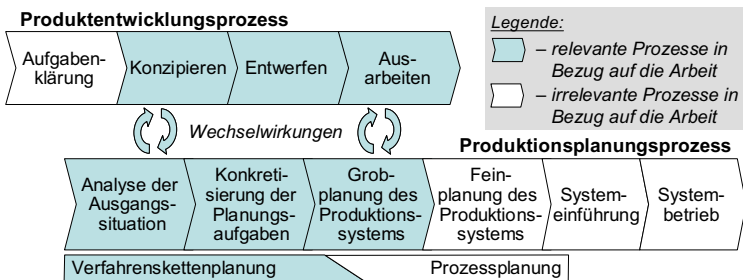 Produktentwicklungsprozess
Aufgaben-
klärung
Konzipieren
Entwerfen
Aus-
arbeiten
Legende:
– relevante Prozesse in
Bezug auf die Arbeit
– irrelevante Prozesse in
Bezug auf die Arbeit
Wechselwirkungen
Produktionsplanungsprozess
Analyse der
Ausgangs-
situation
Konkreti-
sierung der
Planungs-
aufgaben
Grob-
planung des
Produktions-
systems
Fein-
planung des
Produktions-
systems
System-
einführung
System-
betrieb
Verfahrenskettenplanung
Prozessplanung